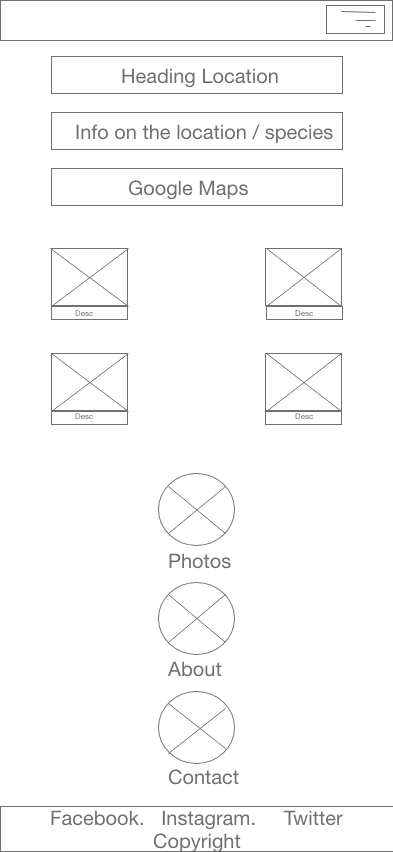 Heading Location
Info on the location / species
Google Maps
Desc
Desc
Desc
Desc
Photos
About
Contact
Facebook. Instagram. Twitter
Copyright